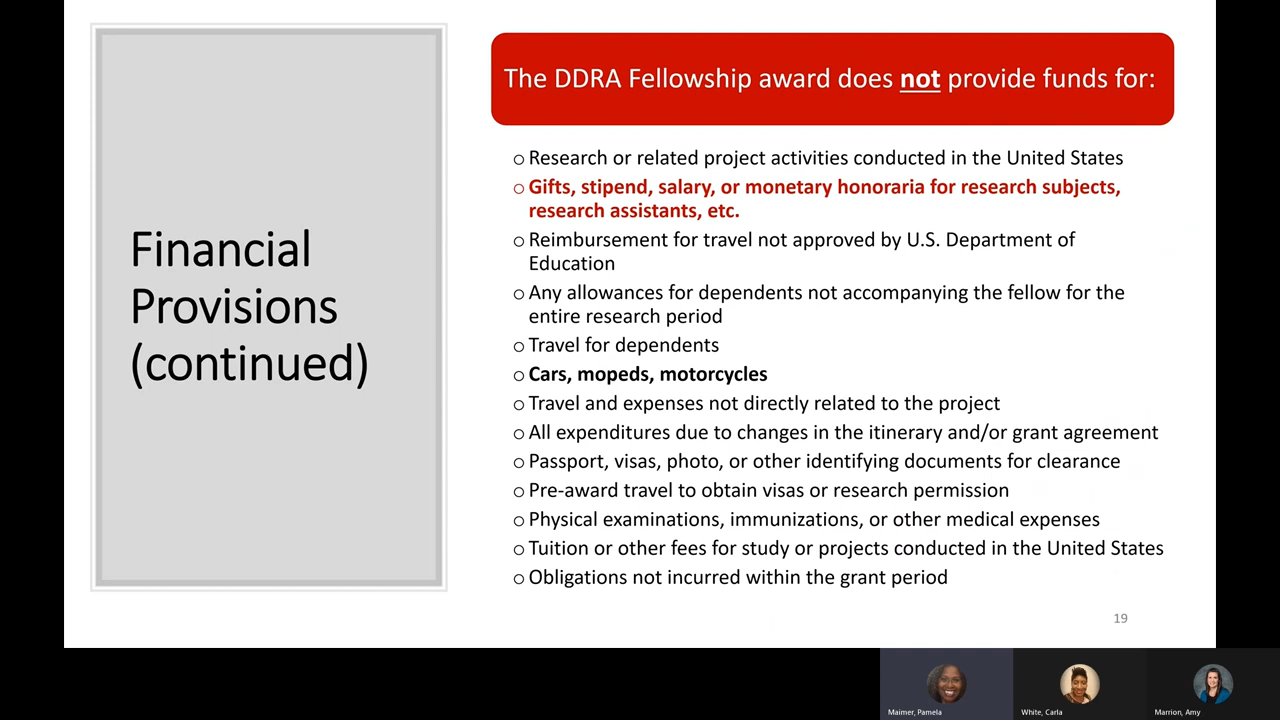 Financial
Provisions
(continued)
The DDRA Fellowship award does not provide funds for:
o Research or related project activities conducted in the United States
o Gifts, stipend, salary, or monetary honoraria for research subjects,
research assistants, etc.
o Reimbursement for travel not approved by U.S. Department of
Education
o Any allowances for dependents not accompanying the fellow for the
entire research period
o Travel for dependents
o Cars, mopeds, motorcycles
o Travel and expenses not directly related to the project
o All expenditures due to changes in the itinerary and/or grant agreement
o Passport, visas, photo, or other identifying documents for clearance
o Pre-award travel to obtain visas or research permission
o Physical examinations, immunizations, or other medical expenses
o Tuition or other fees for study or projects conducted in the United States
o Obligations not incurred within the grant period
19
Maimer, Pamela
White, Carla
Marrion, Amy